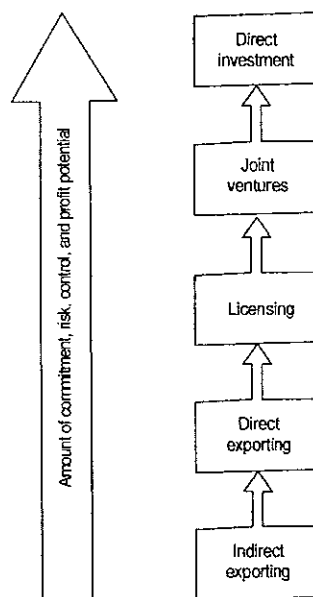 Amount of commitment, risk, control, and profit potential
Direct
investment
Joint
ventures
Licensing
Direct
exporting
Indirect
exporting